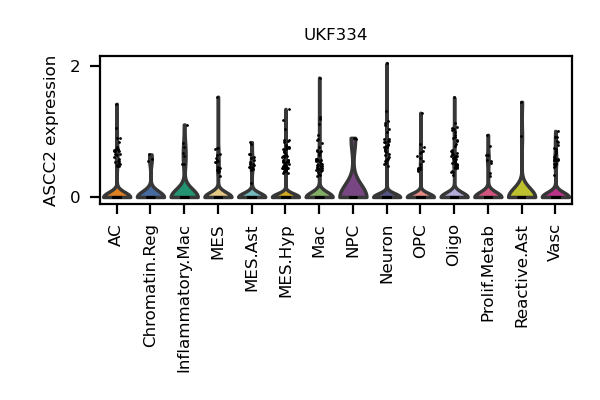 UKF334
ASCC2 expression
2
0
AC
Chromatin.Reg
Inflammatory.Mac
MES
MES.Ast
MES.Hyp
Mac
NPC
Neuron
OPC
Oligo
Prolif.Metab
Reactive.Ast
Vasc